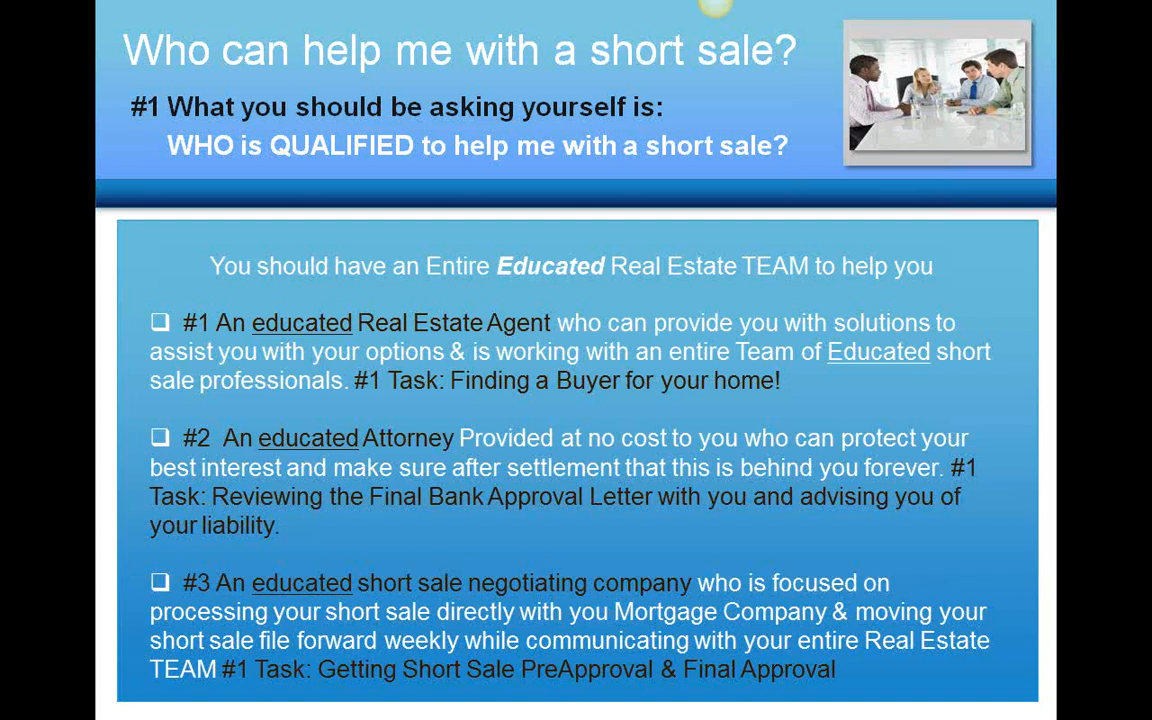 Who can help me with a short sale?
#1 What you should be asking yourself is:
WHO is QUALIFIED to help me with a short sale?
You should have an Entire Educated Real Estate TEAM to help you
#1 An educated Real Estate Agent who can provide you with solutions to
assist you with your options & is working with an entire Team of Educated short
sale professionals. #1 Task: Finding a Buyer for your home!
#2 An educated Attorney Provided at no cost to you who can protect your
best interest and make sure after settlement that this is behind you forever. #1
Task: Reviewing the Final Bank Approval Letter with you and advising you of
your liability.
#3 An educated short sale negotiating company who is focused on
processing your short sale directly with you Mortgage Company & moving your
short sale file forward weekly while communicating with your entire Real Estate
TEAM #1 Task: Getting Short Sale PreApproval & Final Approval